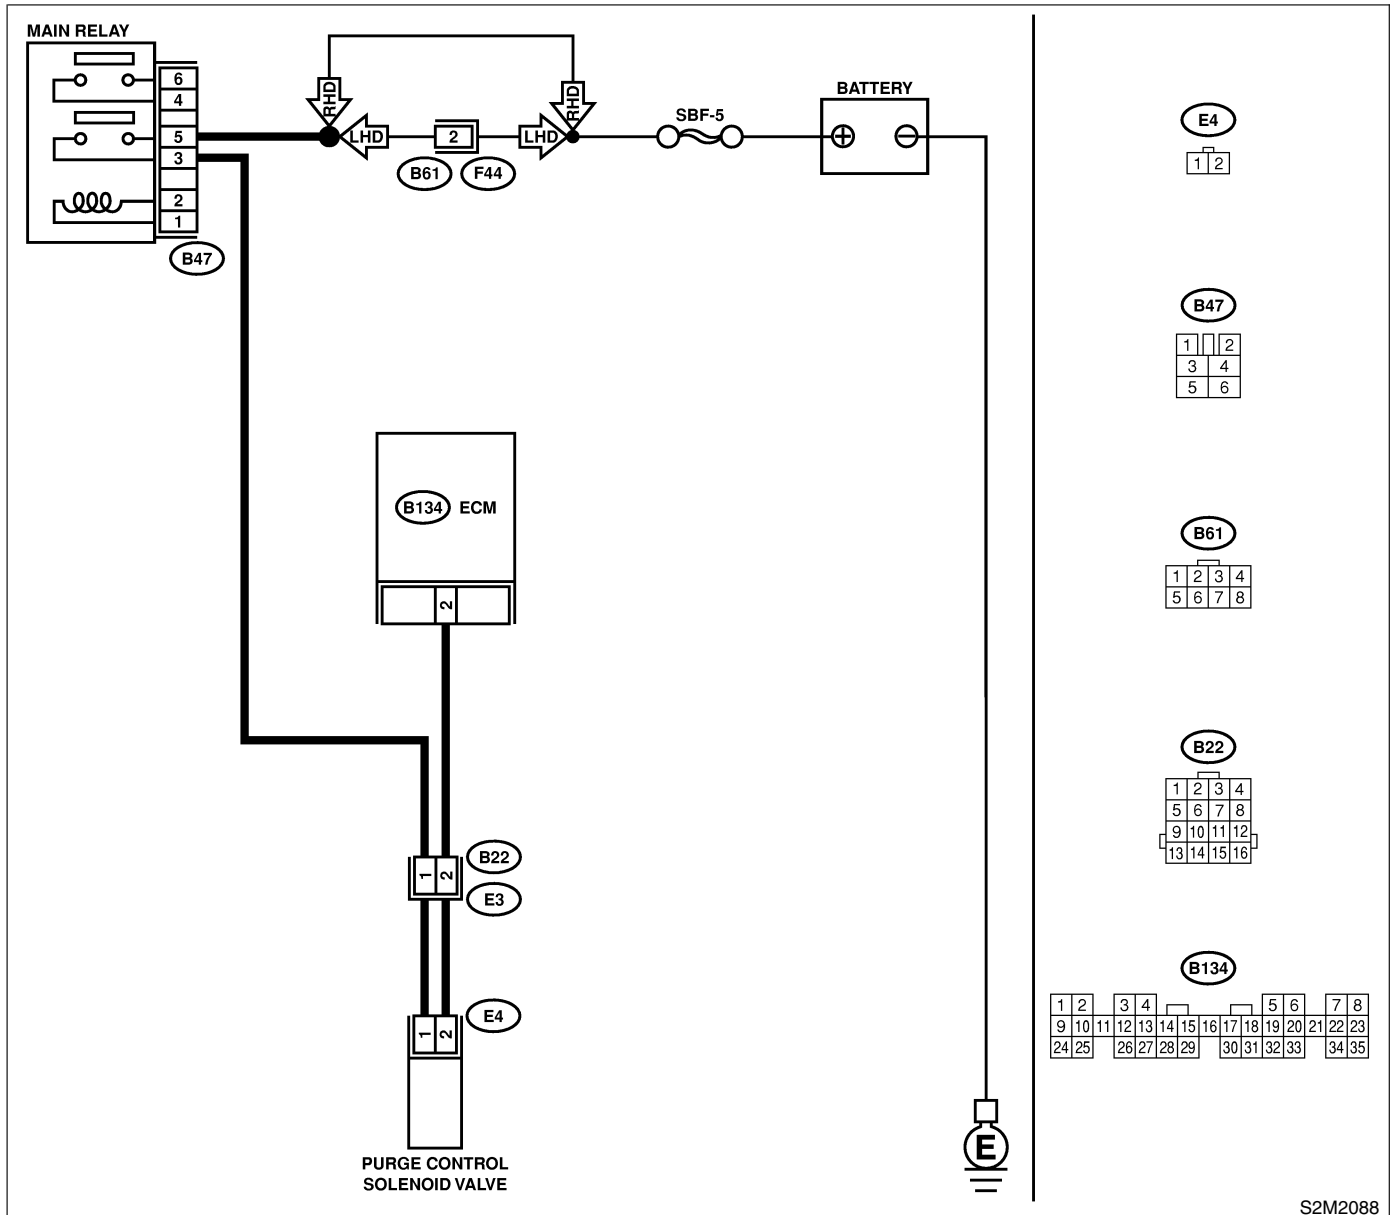 MAIN RELAY
6
4
5
3
2
1
B47
RHD
LHD
2
B61
F44
LHD
RHD
SBF-5
BATTERY
B134 ECM
2
1 2
B22
E3
1 2
E4
PURGE CONTROL
SOLENOID VALVE
E
E4
1 2
B47
1 2
3 4
5 6
B61
1 2 3 4
5 6 7 8
B22
1 2 3 4
5 6 7 8
9 10 11 12
13 14 15 16
B134
1 2 3 4 5 6 7 8
9 10 11 12 13 14 15 16 17 18 19 20 21 22 23
24 25 26 27 28 29 30 31 32 33 34 35
S2M2088